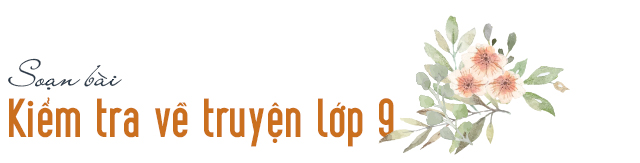 Soạn bài
Kiểm tra về truyện lớp 9